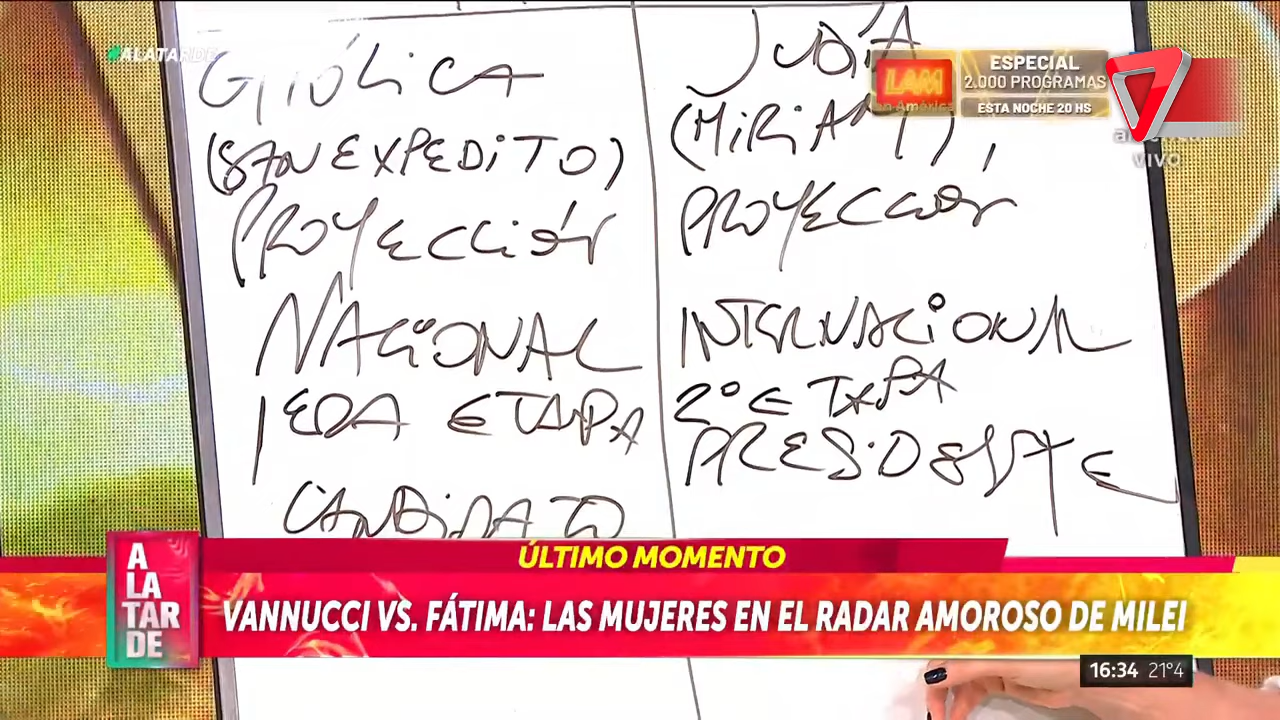 #ALATARDE
CATÓLICA
(SAN EXPEDITO)
PROYECCIÓN
NACIONAL
1ERA ETAPA
CANDIDATO
JUDÍA
(MIRIAM),
PROYECCIÓN
INTERNACIONAL
2° ETAPA
PRESIDENTE
LAM
ESPECIAL
2.000 PROGRAMAS
ESTA NOCHE 20 HS
VIVO
A
LA
TAR
DE
ÚLTIMO MOMENTO
VANNUCCI VS. FÁTIMA: LAS MUJERES EN EL RADAR AMOROSO DE MILEI
16:34 21°4